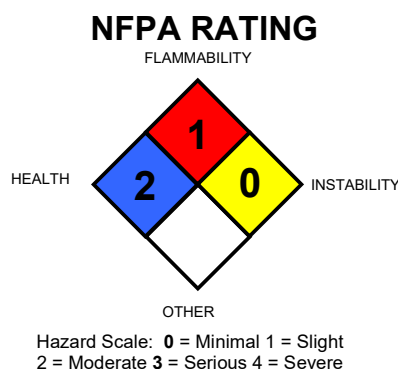 NFPA RATING
FLAMMABILITY
1
HEALTH
2
0
INSTABILITY
OTHER
Hazard Scale: 0 = Minimal 1 = Slight
2 = Moderate 3 = Serious 4 = Severe